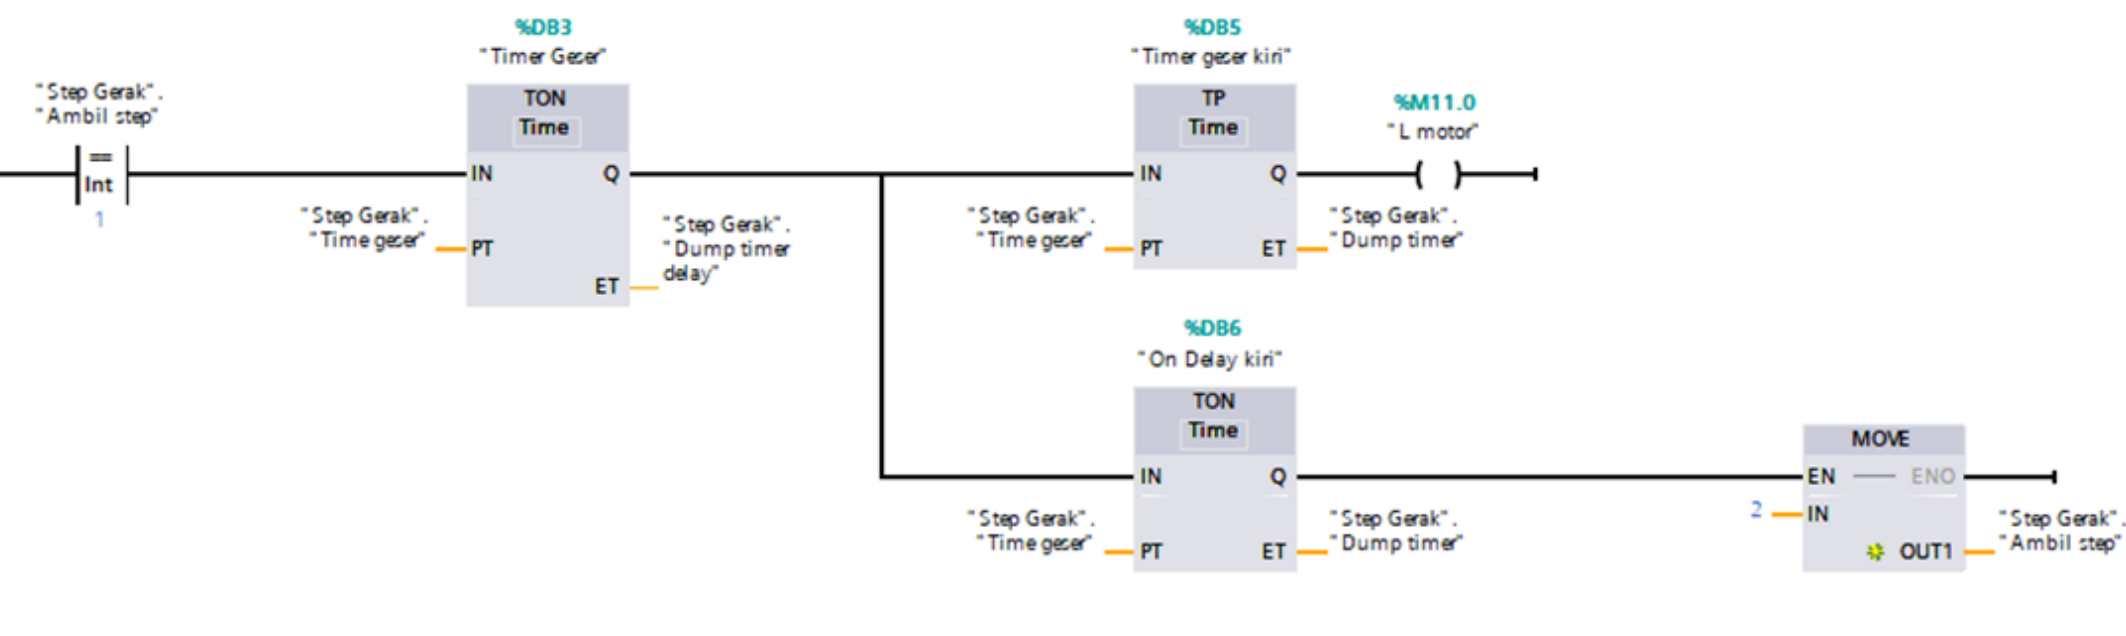 %DB3
"Timer Geser"
%DB5
"Timer geser kiri"
"Step Gerak".
"Ambil step"
TON
Time
TP
Time
%M11.0
"L motor"
==
Int
1
IN
Q
IN
Q
"Step Gerak".
"Time geser"
PT
"Step Gerak".
"Dump timer
delay"
ET
"Step Gerak".
"Time geser"
PT
ET
"Step Gerak".
"Dump timer"
%DB6
"On Delay kiri"
TON
Time
IN
Q
MOVE
EN
ENO
2
IN
"Step Gerak".
"Time geser"
PT
ET
"Step Gerak".
"Dump timer"
OUT1
"Step Gerak".
"Ambil step"